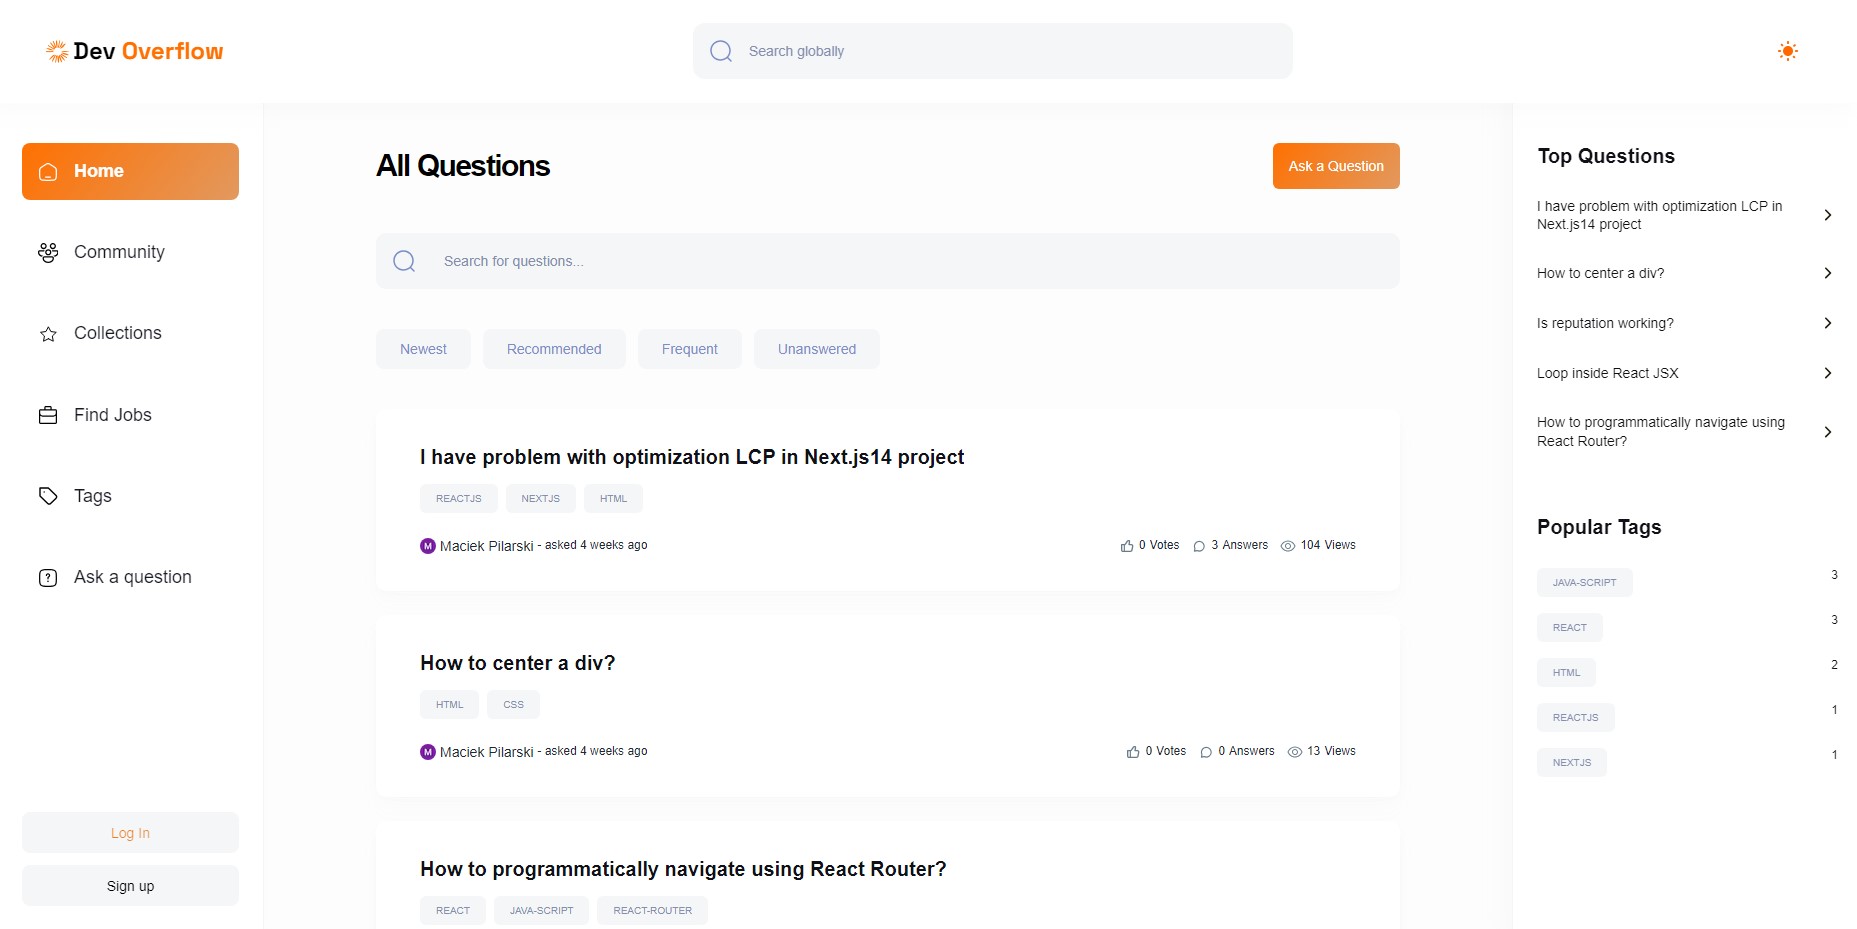 Dev Overflow
Search globally
Home
Community
Collections
Find Jobs
Tags
Ask a question
Log In
Sign up
All Questions
Ask a Question
Search for questions...
Newest Recommended Frequent Unanswered
I have problem with optimization LCP in Next.js14 project
REACTJS NEXTJS HTML
M Maciek Pilarski - asked 4 weeks ago 0 Votes 3 Answers 104 Views
How to center a div?
HTML CSS
M Maciek Pilarski - asked 4 weeks ago 0 Votes 0 Answers 13 Views
How to programmatically navigate using React Router?
REACT JAVA-SCRIPT REACT-ROUTER
Top Questions
I have problem with optimization LCP in
Next.js14 project
How to center a div?
Is reputation working?
Loop inside React JSX
How to programmatically navigate using
React Router?
Popular Tags
JAVA-SCRIPT 3
REACT 3
HTML 2
REACTJS 1
NEXTJS 1